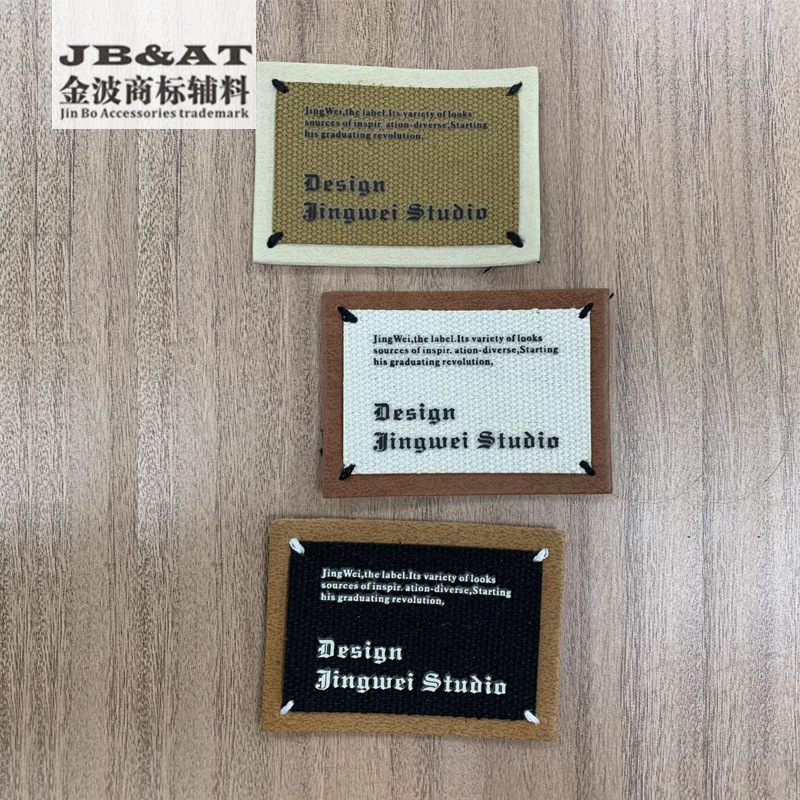 JB&AT
金波商标辅料
Jin Bo Accessories trademark
JingWei,the label.Its variety of looks
sources of inspir. ation-diverse,Starting
his graduating revolution,
Design
Jingwei Studio
JingWei,the label.Its variety of looks
sources of inspir. ation-diverse,Starting
his graduating revolution,
Design
Jingwei Studio
JingWei,the label.Its variety of looks
sources of inspir. ation-diverse,Starting
his graduating revolution,
Design
Jingwei Studio